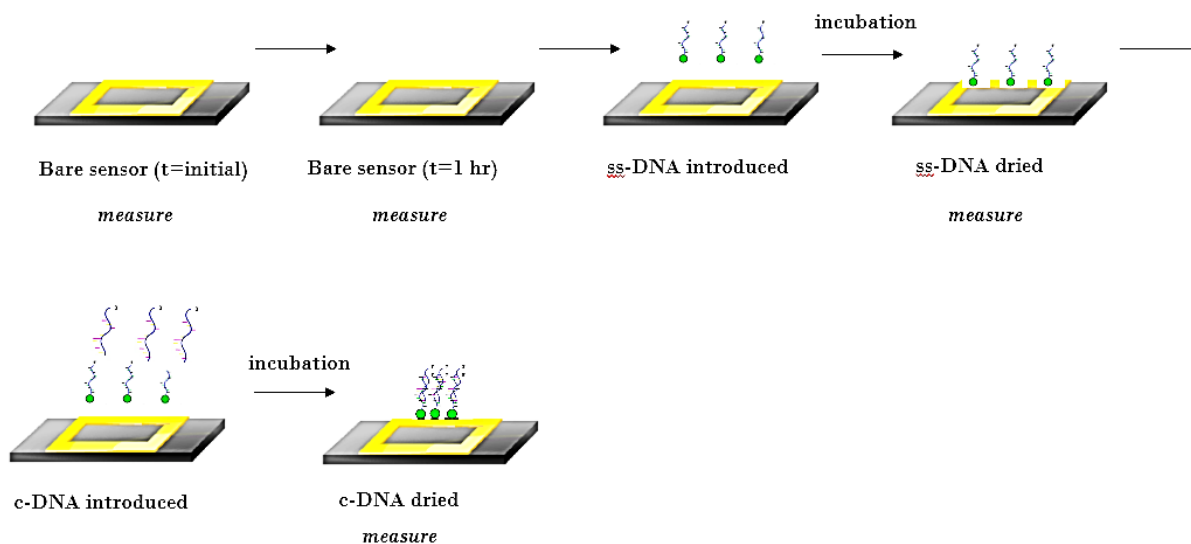 incubation
Bare sensor (t=initial)
measure
Bare sensor (t=1 hr)
measure
ss-DNA introduced
ss-DNA dried
measure
incubation
c-DNA introduced
c-DNA dried
measure